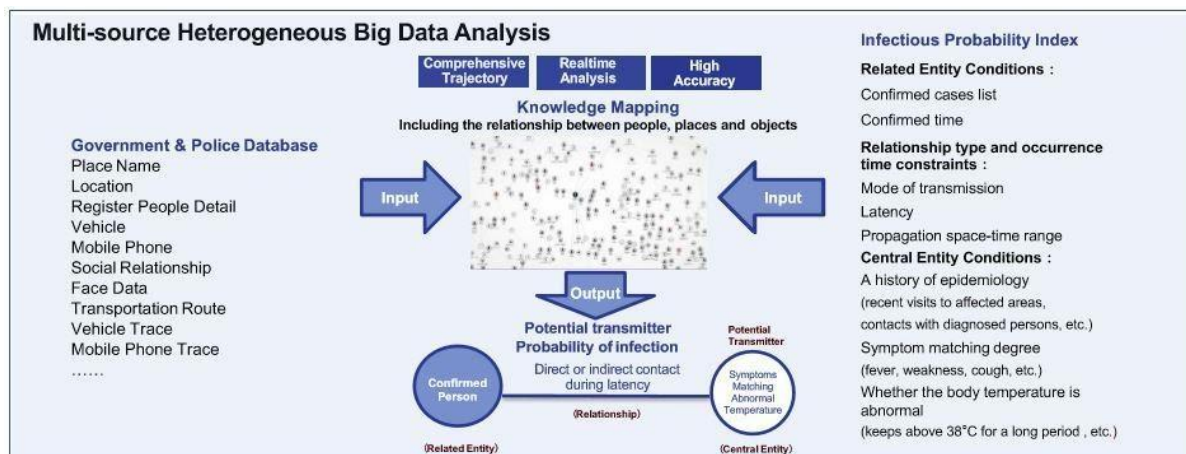 Multi-source Heterogeneous Big Data Analysis
Comprehensive
Trajectory
Realtime
Analysis
High
Accuracy
Knowledge Mapping
Including the relationship between people, places and objects
Government & Police Database
Place Name
Location
Register People Detail
Vehicle
Mobile Phone
Social Relationship
Face Data
Transportation Route
Vehicle Trace
Mobile Phone Trace
……
Input
Input
Output
Potential transmitter
Probability of infection
Direct or indirect contact
during latency
Confirmed
Person
(Relationship)
(Related Entity)
Potential
Transmitter
Symptoms
Matching
Abnormal
Temperature
(Central Entity)
Infectious Probability Index
Related Entity Conditions :
Confirmed cases list
Confirmed time
Relationship type and occurrence
time constraints :
Mode of transmission
Latency
Propagation space-time range
Central Entity Conditions :
A history of epidemiology
(recent visits to affected areas,
contacts with diagnosed persons, etc.)
Symptom matching degree
(fever, weakness, cough, etc.)
Whether the body temperature is
abnormal
(keeps above 38°C for a long period , etc.)